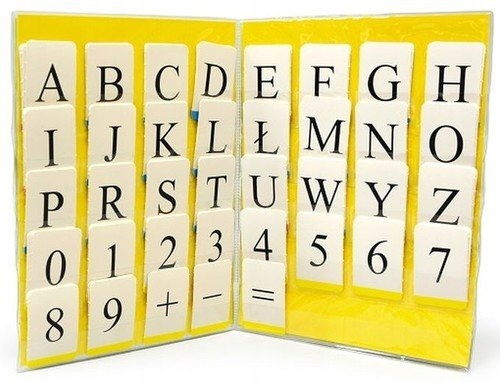 A B C D E F G H
I J K L Ł M N O
P R S T U W Y Z
0 1 2 3 4 5 6 7
8 9 + − =